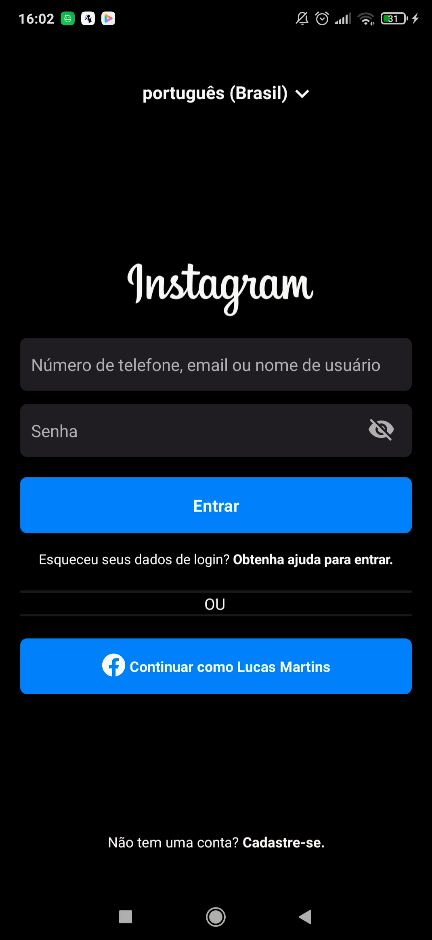 16:02
31
português (Brasil)
Instagram
Número de telefone, email ou nome de usuário
Senha
Entrar
Esqueceu seus dados de login? Obtenha ajuda para entrar.
OU
Continuar como Lucas Martins
Não tem uma conta? Cadastre-se.